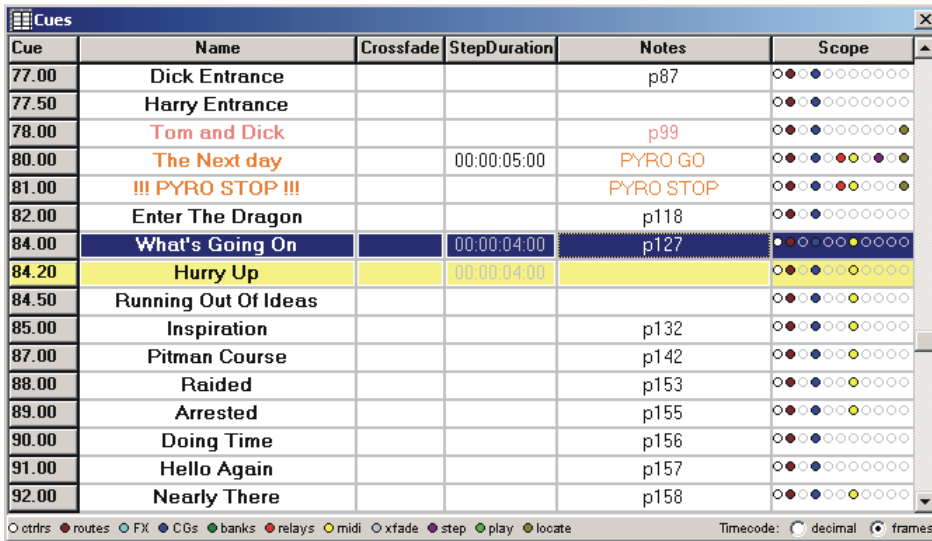 Cues
Cue Name Crossfade StepDuration Notes Scope
77.00 Dick Entrance p87
77.50 Harry Entrance
78.00 Tom and Dick p99
80.00 The Next day 00:00:05:00 PYRO GO
81.00 !!! PYRO STOP !!! PYRO STOP
82.00 Enter The Dragon p118
84.00 What's Going On 00:00:04:00 p127
84.20 Hurry Up 00:00:04:00
84.50 Running Out Of Ideas
85.00 Inspiration p132
87.00 Pitman Course p142
88.00 Raided p153
89.00 Arrested p155
90.00 Doing Time p156
91.00 Hello Again p157
92.00 Nearly There p158
ctrlrs routes FX CGs banks relays midi xfade step play locate Timecode: decimal frames